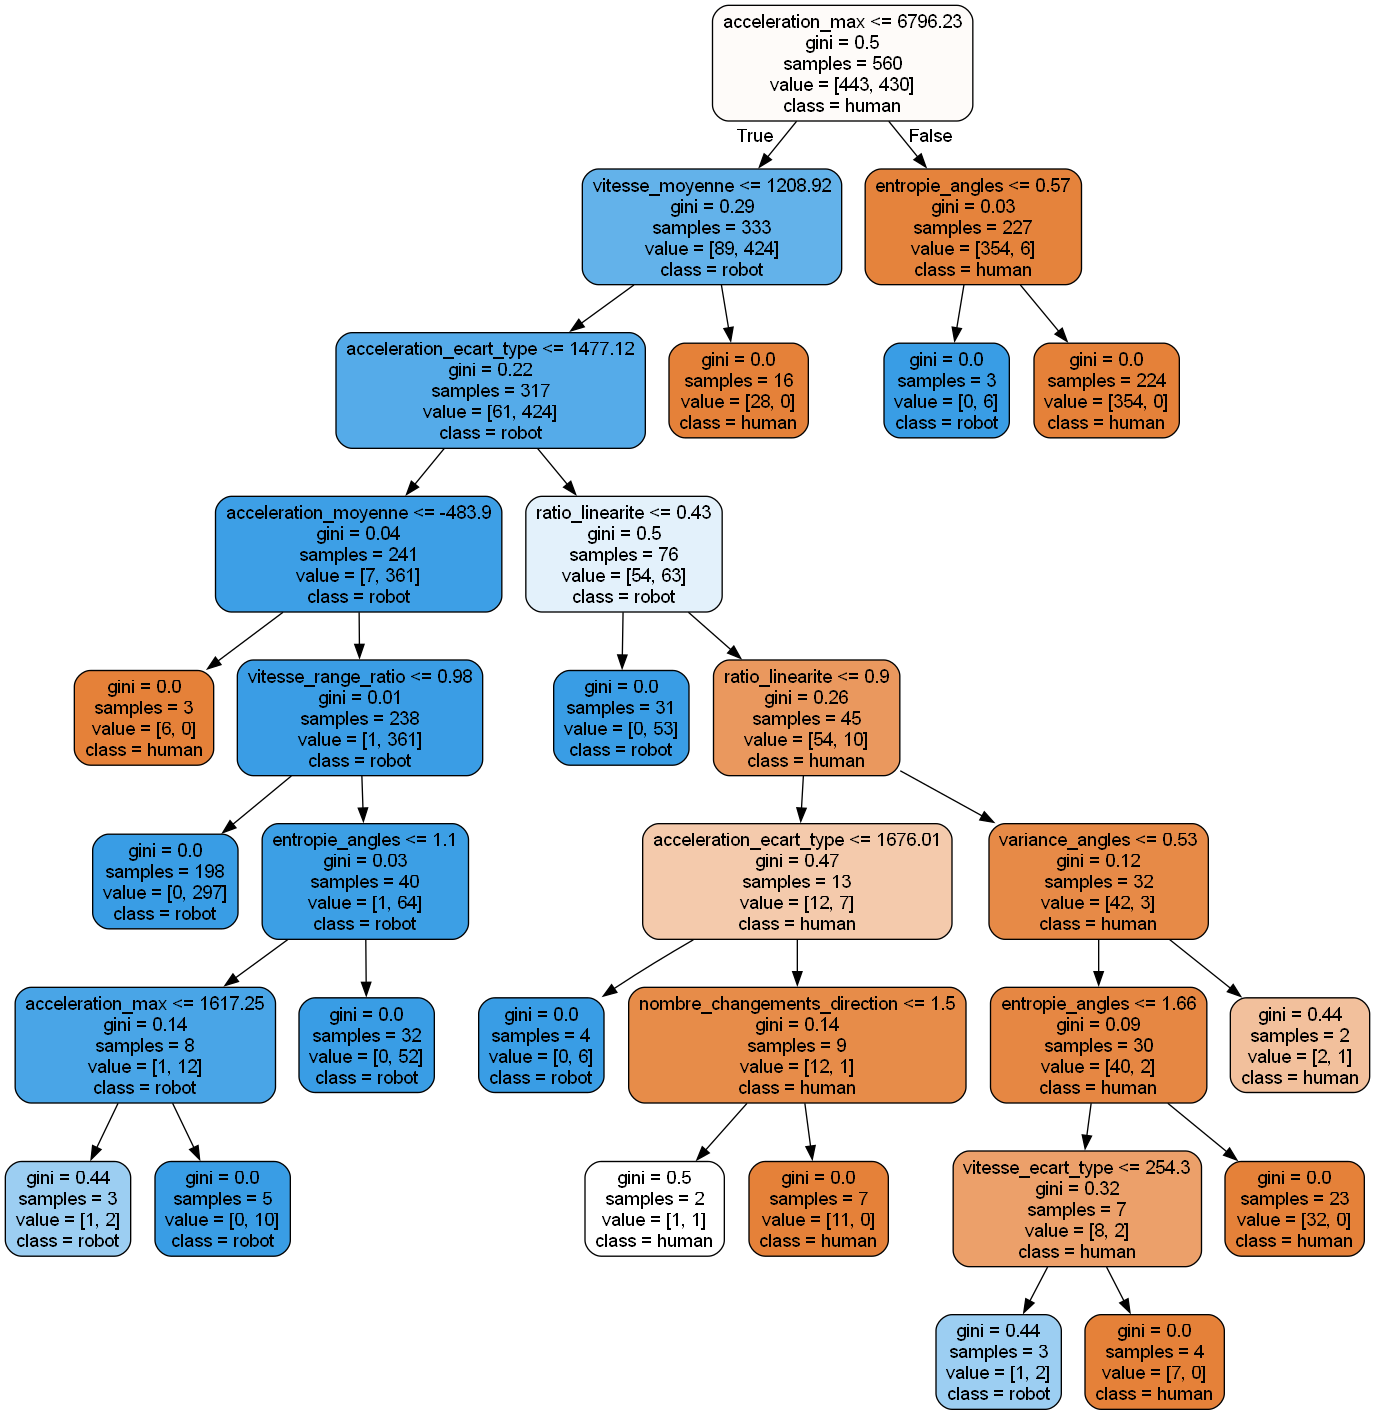 acceleration_max <= 6796.23
gini = 0.5
samples = 560
value = [443, 430]
class = human
True
False
vitesse_moyenne <= 1208.92
gini = 0.29
samples = 333
value = [89, 424]
class = robot
entropie_angles <= 0.57
gini = 0.03
samples = 227
value = [354, 6]
class = human
acceleration_ecart_type <= 1477.12
gini = 0.22
samples = 317
value = [61, 424]
class = robot
gini = 0.0
samples = 16
value = [28, 0]
class = human
gini = 0.0
samples = 3
value = [0, 6]
class = robot
gini = 0.0
samples = 224
value = [354, 0]
class = human
acceleration_moyenne <= -483.9
gini = 0.04
samples = 241
value = [7, 361]
class = robot
ratio_linearite <= 0.43
gini = 0.5
samples = 76
value = [54, 63]
class = robot
gini = 0.0
samples = 3
value = [6, 0]
class = human
vitesse_range_ratio <= 0.98
gini = 0.01
samples = 238
value = [1, 361]
class = robot
gini = 0.0
samples = 31
value = [0, 53]
class = robot
ratio_linearite <= 0.9
gini = 0.26
samples = 45
value = [54, 10]
class = human
gini = 0.0
samples = 198
value = [0, 297]
class = robot
entropie_angles <= 1.1
gini = 0.03
samples = 40
value = [1, 64]
class = robot
acceleration_ecart_type <= 1676.01
gini = 0.47
samples = 13
value = [12, 7]
class = human
variance_angles <= 0.53
gini = 0.12
samples = 32
value = [42, 3]
class = human
acceleration_max <= 1617.25
gini = 0.14
samples = 8
value = [1, 12]
class = robot
gini = 0.0
samples = 32
value = [0, 52]
class = robot
gini = 0.0
samples = 4
value = [0, 6]
class = robot
nombre_changements_direction <= 1.5
gini = 0.14
samples = 9
value = [12, 1]
class = human
entropie_angles <= 1.66
gini = 0.09
samples = 30
value = [40, 2]
class = human
gini = 0.44
samples = 2
value = [2, 1]
class = human
gini = 0.44
samples = 3
value = [1, 2]
class = robot
gini = 0.0
samples = 5
value = [0, 10]
class = robot
gini = 0.5
samples = 2
value = [1, 1]
class = human
gini = 0.0
samples = 7
value = [11, 0]
class = human
vitesse_ecart_type <= 254.3
gini = 0.32
samples = 7
value = [8, 2]
class = human
gini = 0.0
samples = 23
value = [32, 0]
class = human
gini = 0.44
samples = 3
value = [1, 2]
class = robot
gini = 0.0
samples = 4
value = [7, 0]
class = human